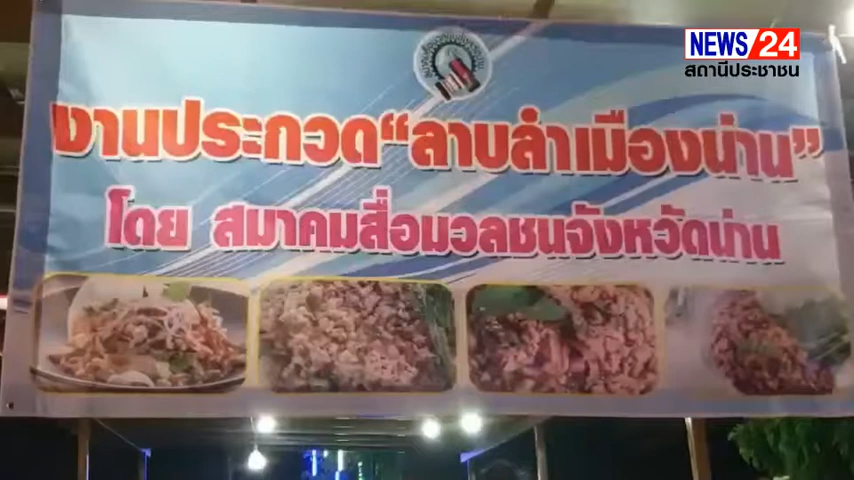 NEWS/24
สถานีประชาชน
งานประกวด“ลาบลำเมืองน่าน”
โดย สมาคมสื่อมวลชนจังหวัดน่าน